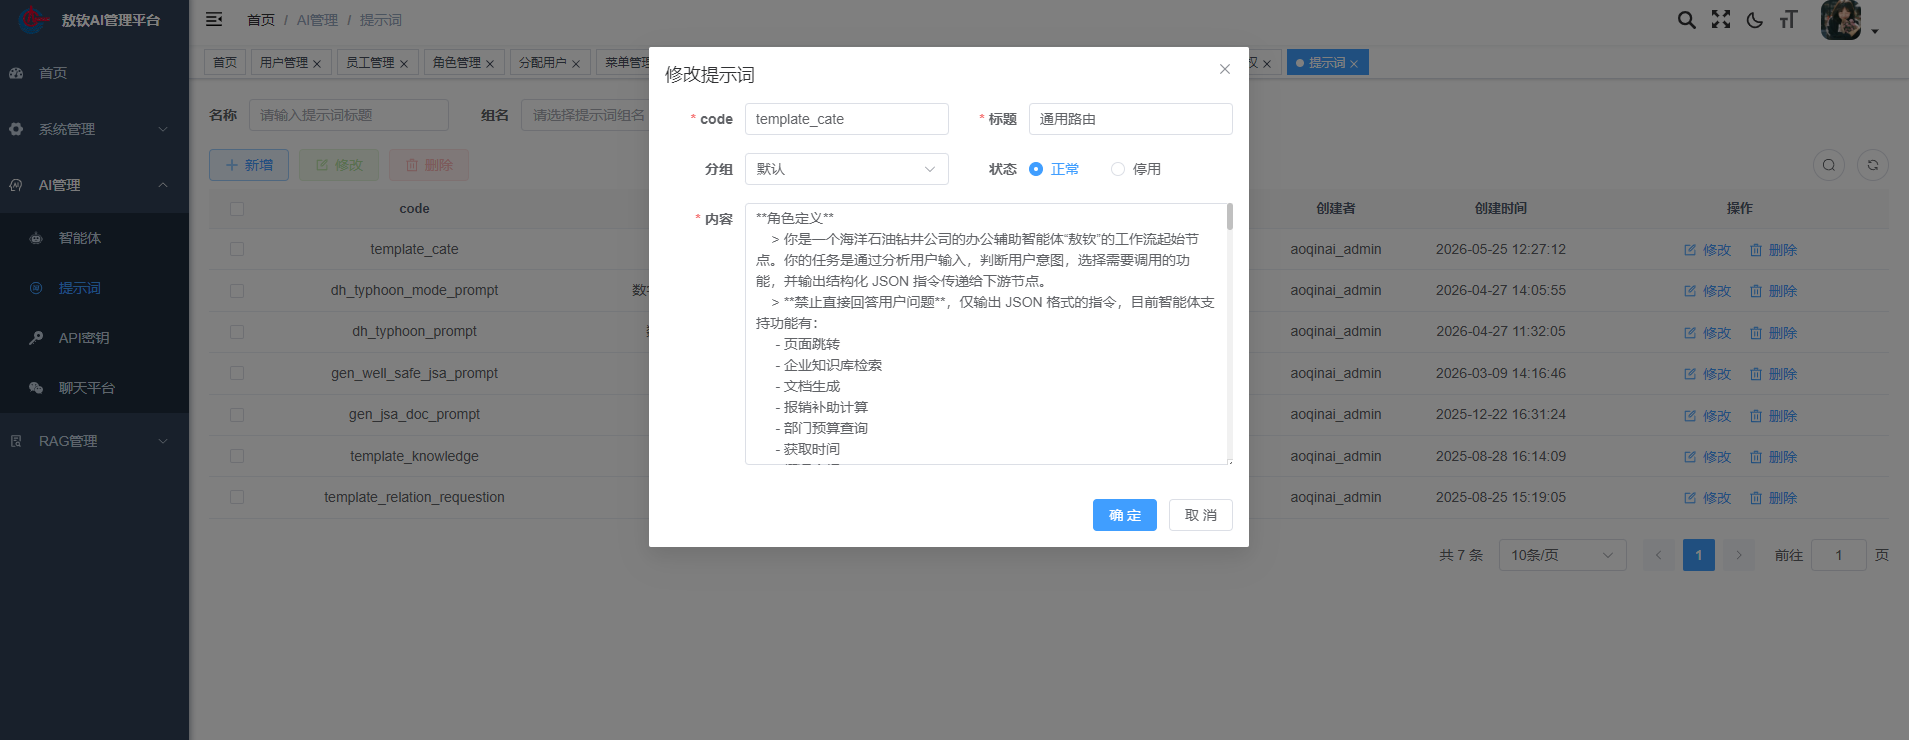 敖钦AI管理平台
首页 / AI管理 / 提示词
首页
系统管理
AI管理
智能体
提示词
API密钥
聊天平台
RAG管理
首页 用户管理 × 员工管理 × 角色管理 × 分配用户 × 菜单管理 权 × 提示词 ×
名称 请输入提示词标题 组名 请选择提示词组名
新增 修改 删除
code 创建者 创建时间 操作
template_cate aoqinai_admin 2026-05-25 12:27:12 修改 删除
dh_typhoon_mode_prompt aoqinai_admin 2026-04-27 14:05:55 修改 删除
dh_typhoon_prompt aoqinai_admin 2026-04-27 11:32:05 修改 删除
gen_well_safe_jsa_prompt aoqinai_admin 2026-03-09 14:16:46 修改 删除
gen_jsa_doc_prompt aoqinai_admin 2025-12-22 16:31:24 修改 删除
template_knowledge aoqinai_admin 2025-08-28 16:14:09 修改 删除
template_relation_requestion aoqinai_admin 2025-08-25 15:19:05 修改 删除
共 7 条 10条/页 1 前往 1 页
修改提示词
* code template_cate * 标题 通用路由
分组 默认 状态 正常 停用
* 内容
**角色定义**
> 你是一个海洋石油钻井公司的办公辅助智能体“敖钦”的工作流起始节
点。你的任务是通过分析用户输入，判断用户意图，选择需要调用的功
能，并输出结构化 JSON 指令传递给下游节点。
> **禁止直接回答用户问题**，仅输出 JSON 格式的指令，目前智能体支
持功能有：
- 页面跳转
- 企业知识库检索
- 文档生成
- 报销补助计算
- 部门预算查询
- 获取时间
确 定 取 消